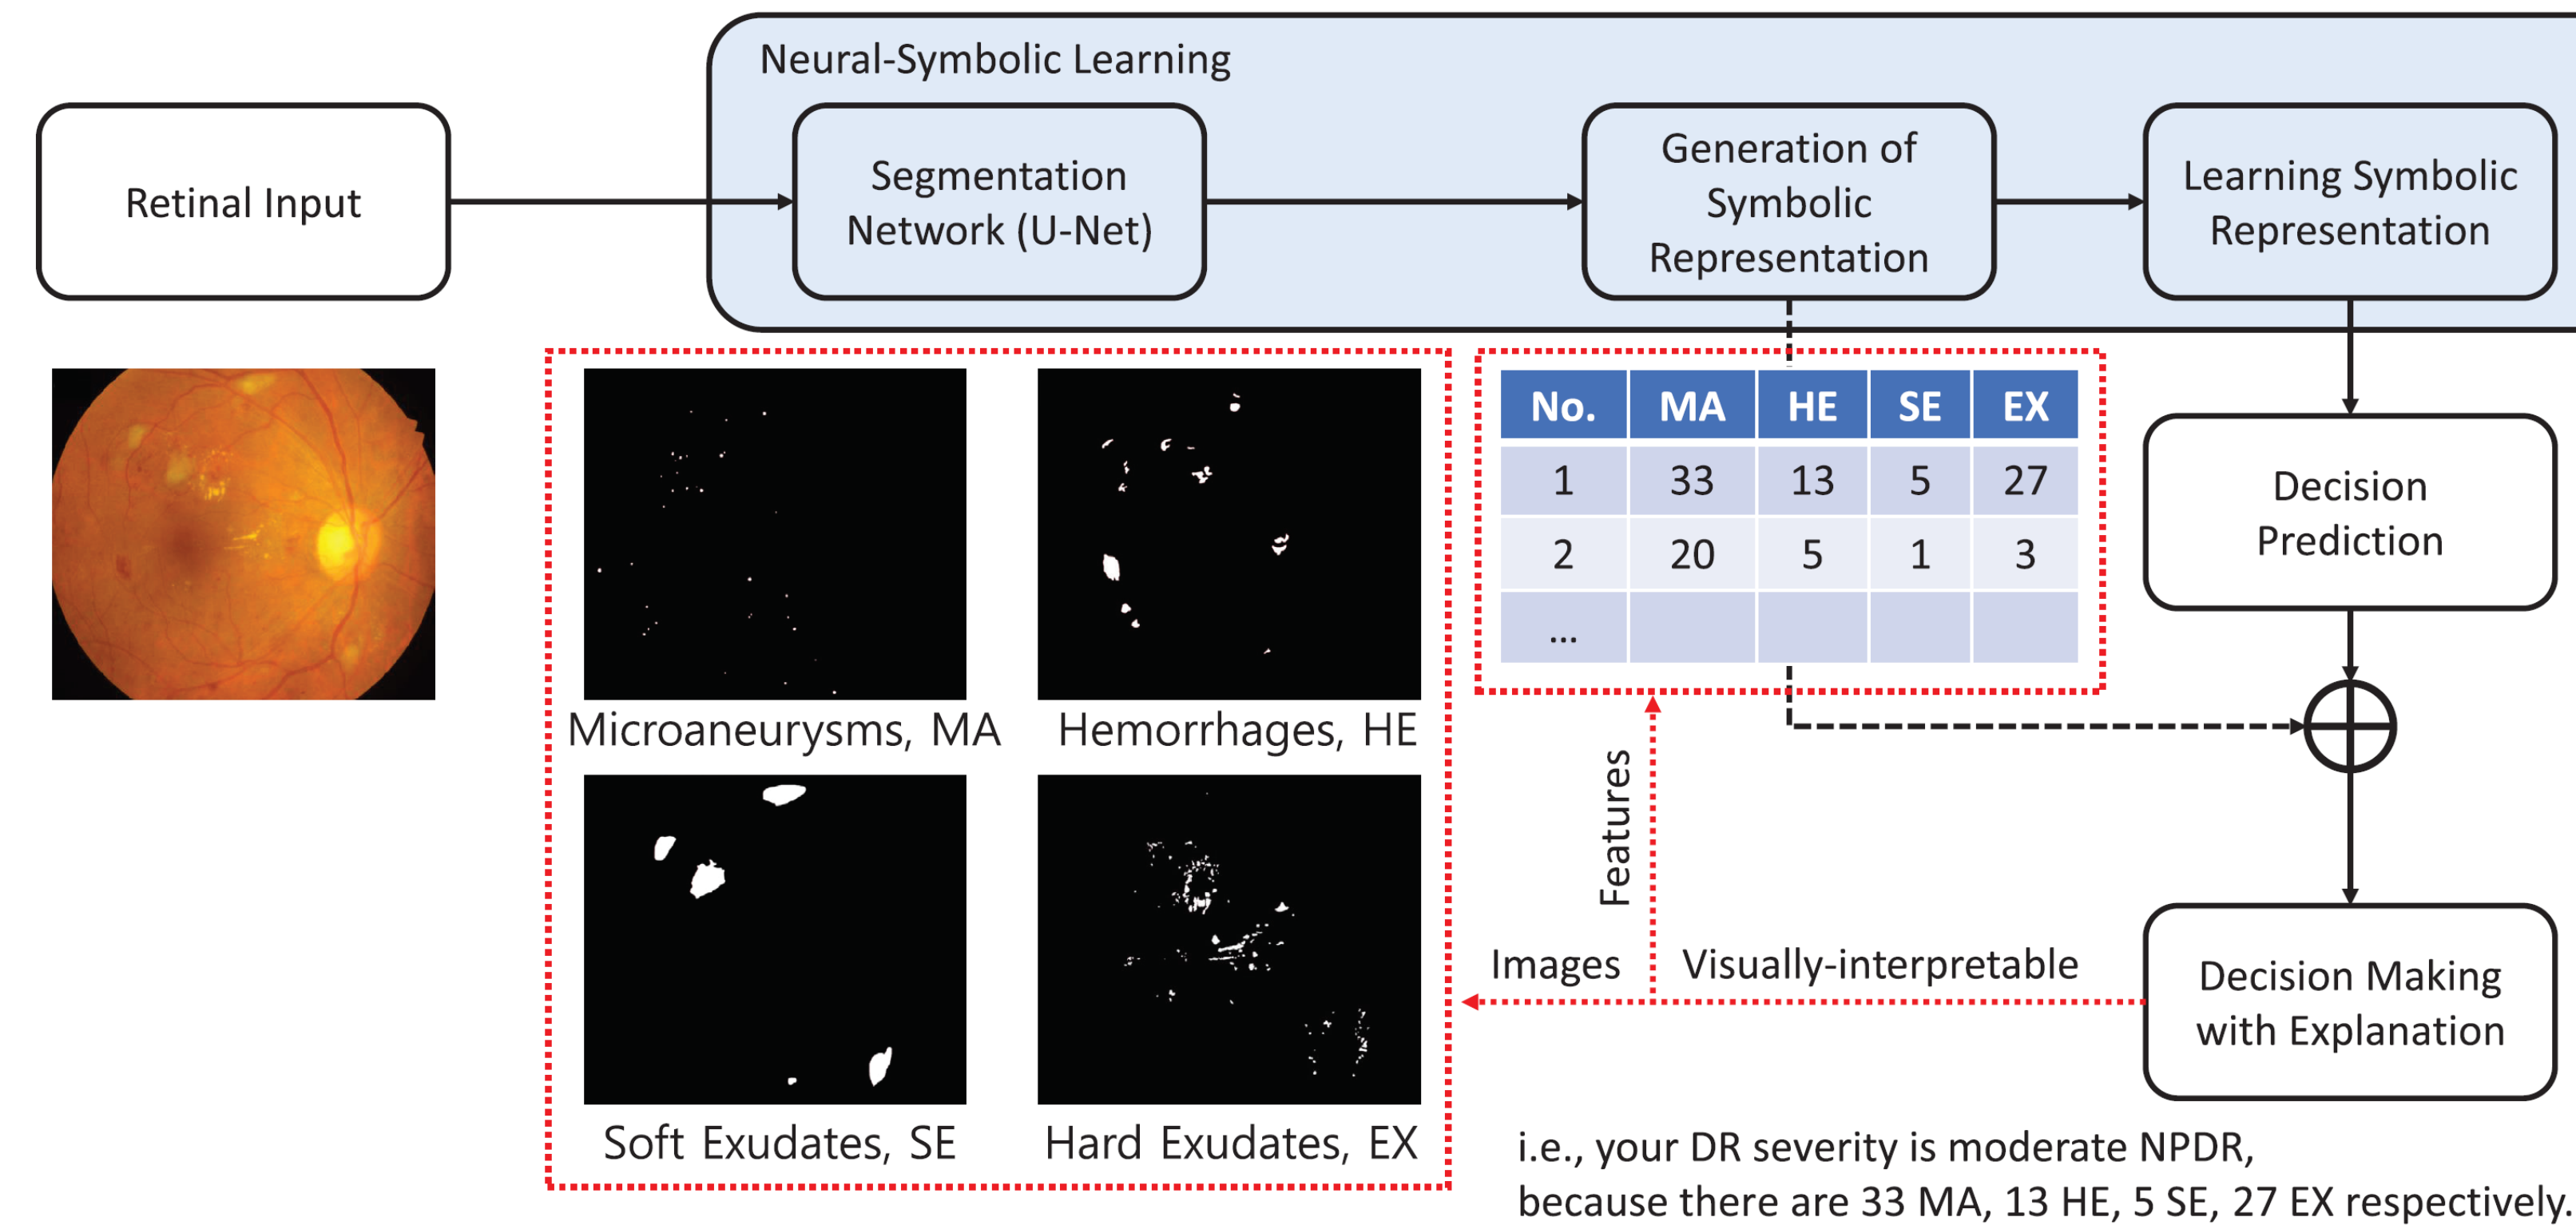 Neural-Symbolic Learning
Retinal Input
Segmentation
Network (U-Net)
Generation of
Symbolic
Representation
Learning Symbolic
Representation
No. MA HE SE EX
1 33 13 5 27
2 20 5 1 3
...
Decision
Prediction
Microaneurysms, MA
Hemorrhages, HE
Soft Exudates, SE
Hard Exudates, EX
Features
Images
Visually-interpretable
Decision Making
with Explanation
i.e., your DR severity is moderate NPDR,
because there are 33 MA, 13 HE, 5 SE, 27 EX respectively.